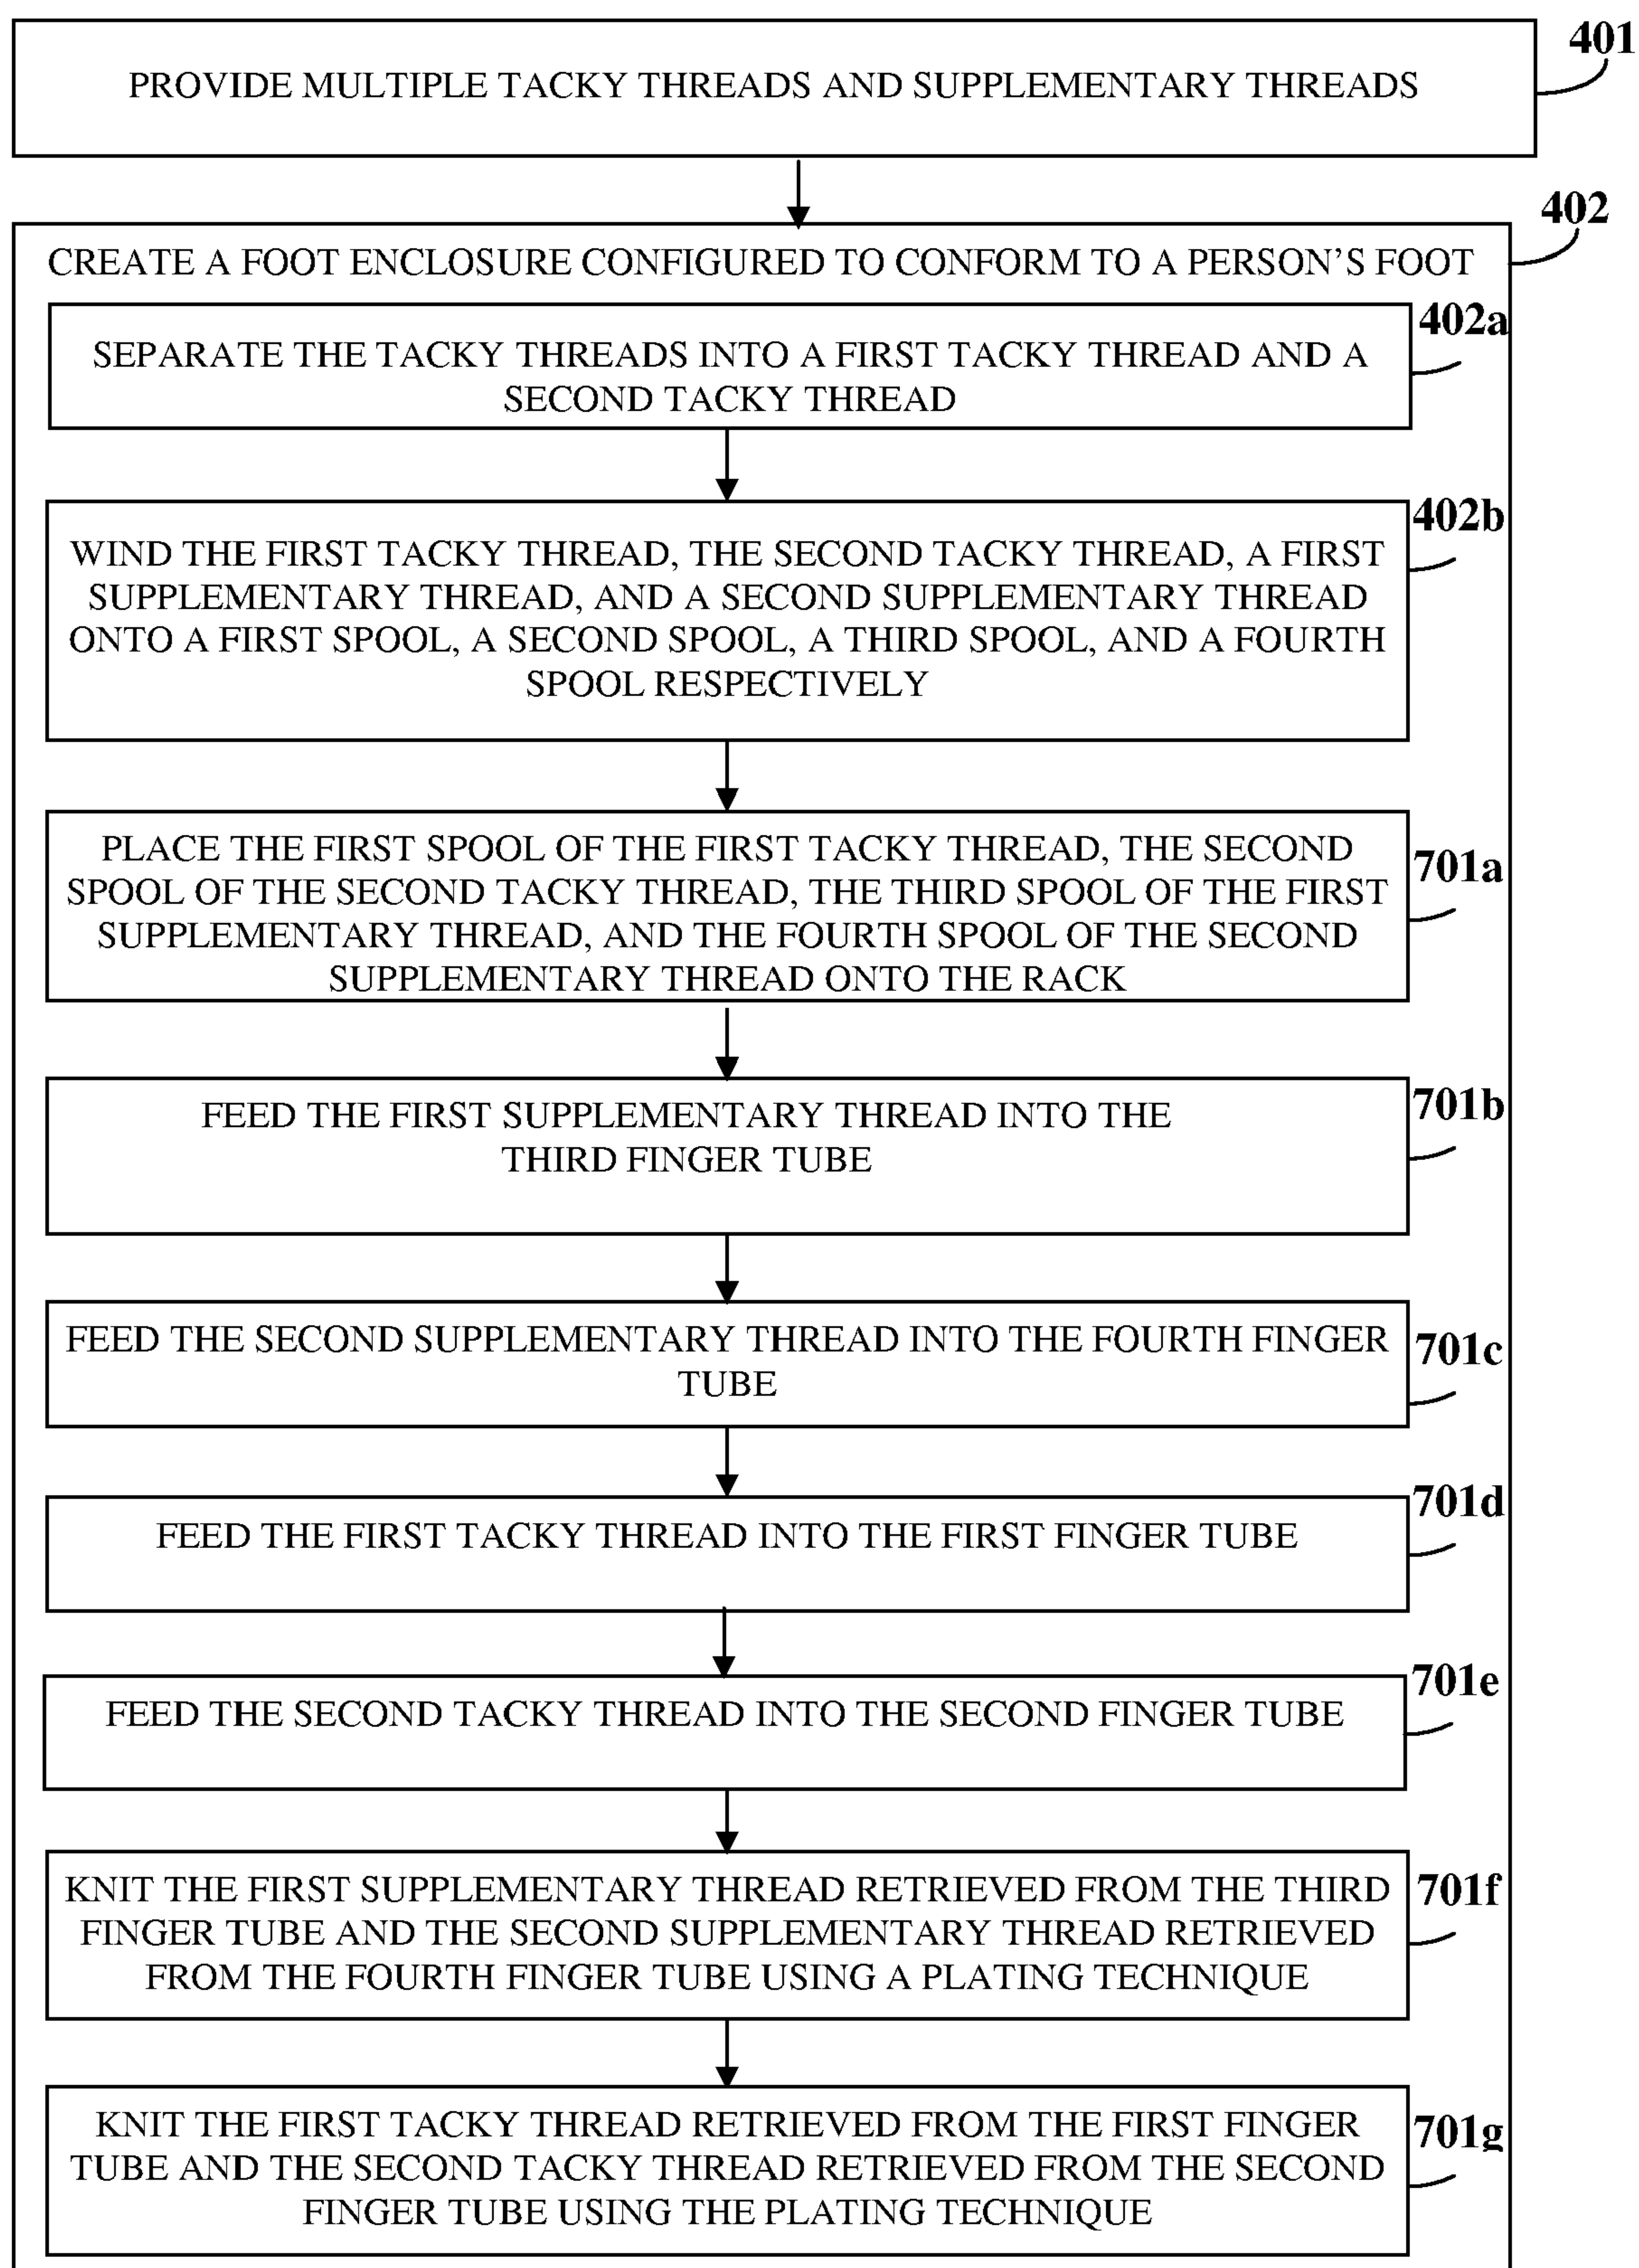 401
PROVIDE MULTIPLE TACKY THREADS AND SUPPLEMENTARY THREADS
402
CREATE A FOOT ENCLOSURE CONFIGURED TO CONFORM TO A PERSON'S FOOT
402a
SEPARATE THE TACKY THREADS INTO A FIRST TACKY THREAD AND A
SECOND TACKY THREAD
402b
WIND THE FIRST TACKY THREAD, THE SECOND TACKY THREAD, A FIRST
SUPPLEMENTARY THREAD, AND A SECOND SUPPLEMENTARY THREAD
ONTO A FIRST SPOOL, A SECOND SPOOL, A THIRD SPOOL, AND A FOURTH
SPOOL RESPECTIVELY
701a
PLACE THE FIRST SPOOL OF THE FIRST TACKY THREAD, THE SECOND
SPOOL OF THE SECOND TACKY THREAD, THE THIRD SPOOL OF THE FIRST
SUPPLEMENTARY THREAD, AND THE FOURTH SPOOL OF THE SECOND
SUPPLEMENTARY THREAD ONTO THE RACK
701b
FEED THE FIRST SUPPLEMENTARY THREAD INTO THE
THIRD FINGER TUBE
701c
FEED THE SECOND SUPPLEMENTARY THREAD INTO THE FOURTH FINGER
TUBE
701d
FEED THE FIRST TACKY THREAD INTO THE FIRST FINGER TUBE
701e
FEED THE SECOND TACKY THREAD INTO THE SECOND FINGER TUBE
701f
KNIT THE FIRST SUPPLEMENTARY THREAD RETRIEVED FROM THE THIRD
FINGER TUBE AND THE SECOND SUPPLEMENTARY THREAD RETRIEVED
FROM THE FOURTH FINGER TUBE USING A PLATING TECHNIQUE
701g
KNIT THE FIRST TACKY THREAD RETRIEVED FROM THE FIRST FINGER
TUBE AND THE SECOND TACKY THREAD RETRIEVED FROM THE SECOND
FINGER TUBE USING THE PLATING TECHNIQUE